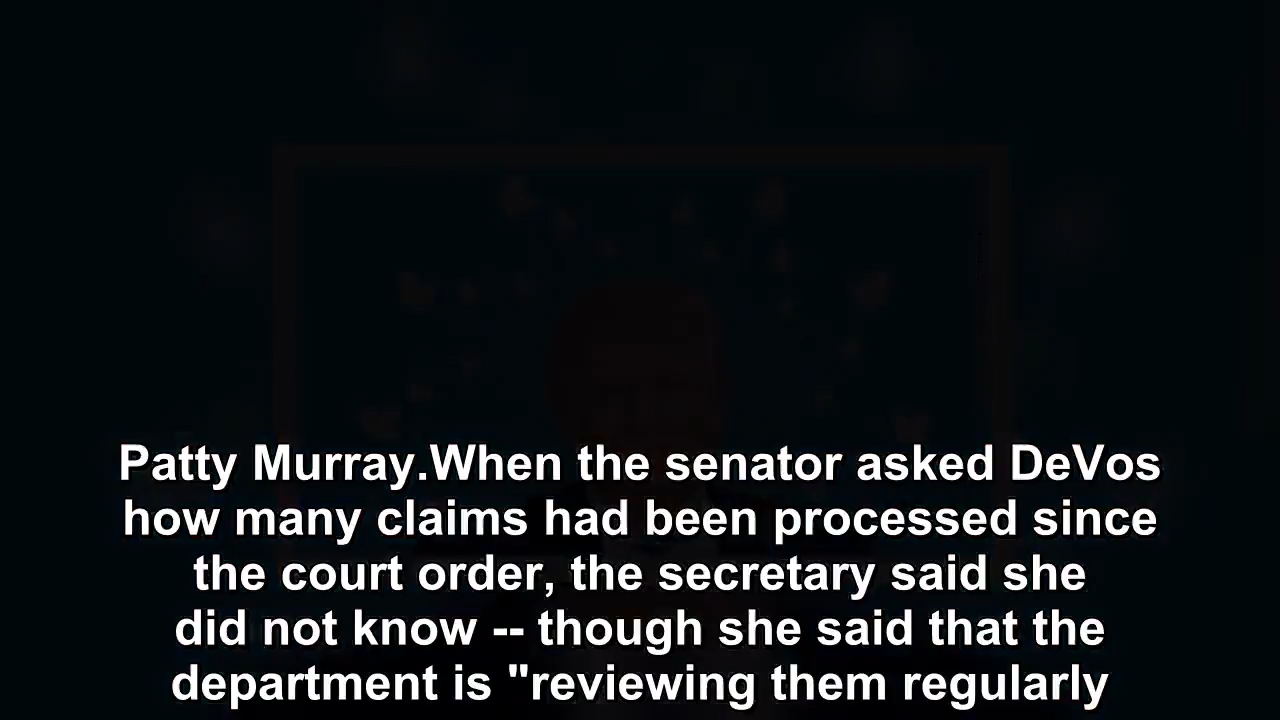 Patty Murray.When the senator asked DeVos
how many claims had been processed since
the court order, the secretary said she
did not know -- though she said that the
department is "reviewing them regularly